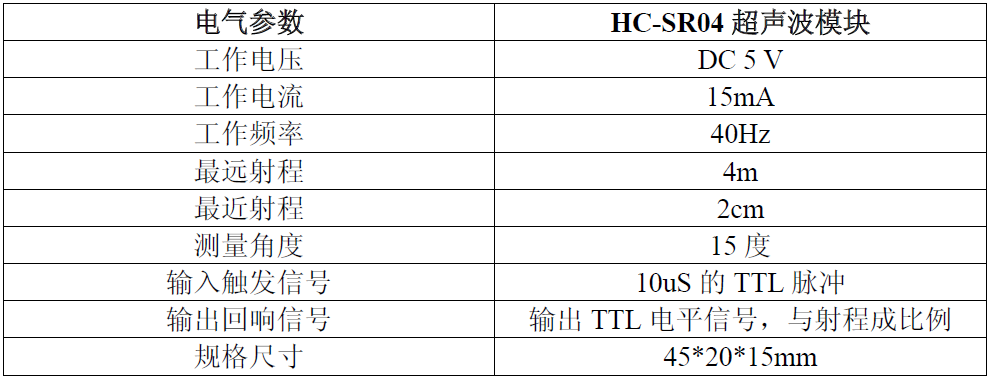 电气参数 HC-SR04 超声波模块
工作电压 DC 5 V
工作电流 15mA
工作频率 40Hz
最远射程 4m
最近射程 2cm
测量角度 15 度
输入触发信号 10uS 的 TTL 脉冲
输出回响信号 输出 TTL 电平信号，与射程成比例
规格尺寸 45*20*15mm